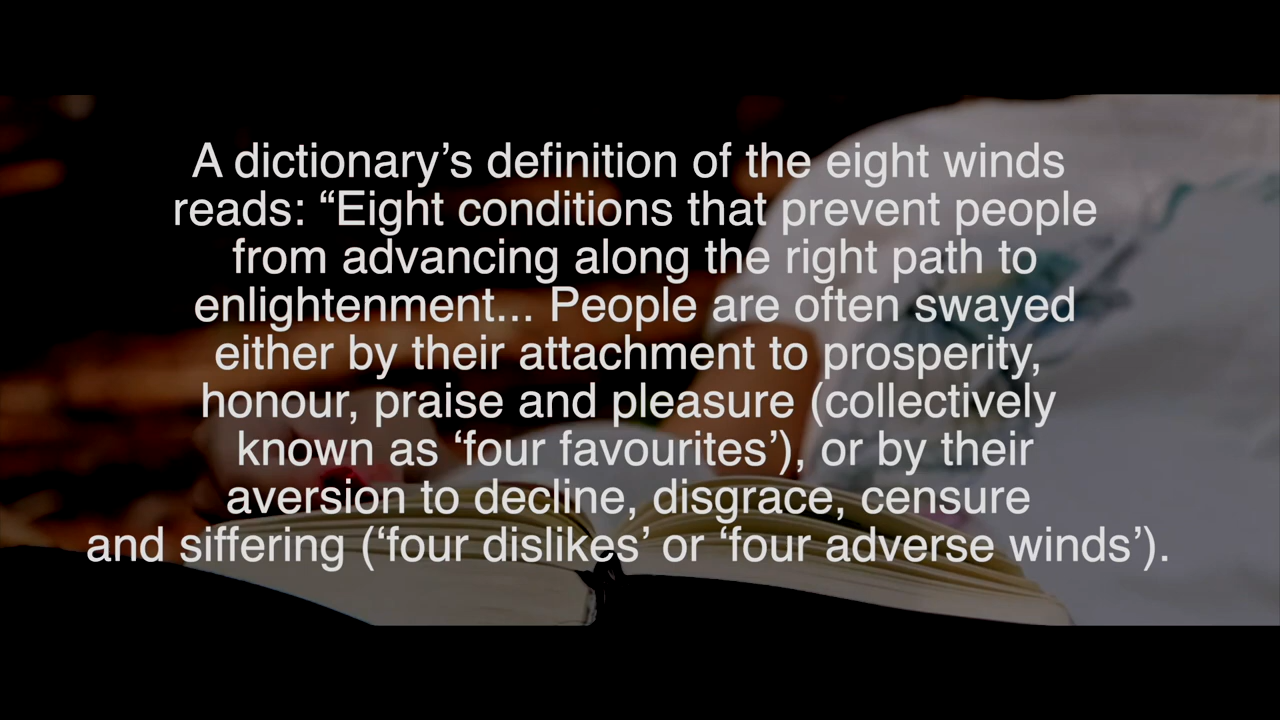 A dictionary’s definition of the eight winds
reads: “Eight conditions that prevent people
from advancing along the right path to
enlightenment... People are often swayed
either by their attachment to prosperity,
honour, praise and pleasure (collectively
known as ‘four favourites’), or by their
aversion to decline, disgrace, censure
and siffering (‘four dislikes’ or ‘four adverse winds’).